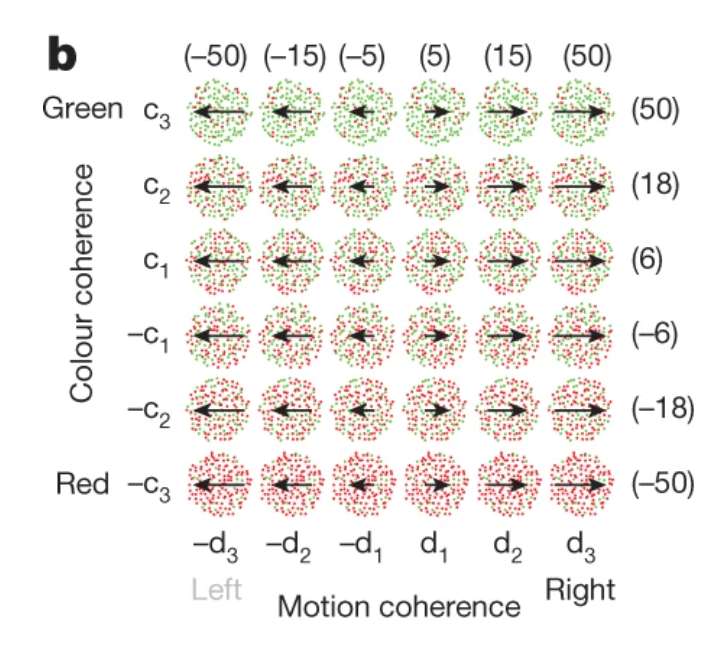 b
(–50) (–15) (–5) (5) (15) (50)
Green c3 (50)
c2 (18)
c1 (6)
–c1 (–6)
–c2 (–18)
Red –c3 (–50)
Colour coherence
–d3 –d2 –d1 d1 d2 d3
Left Right
Motion coherence